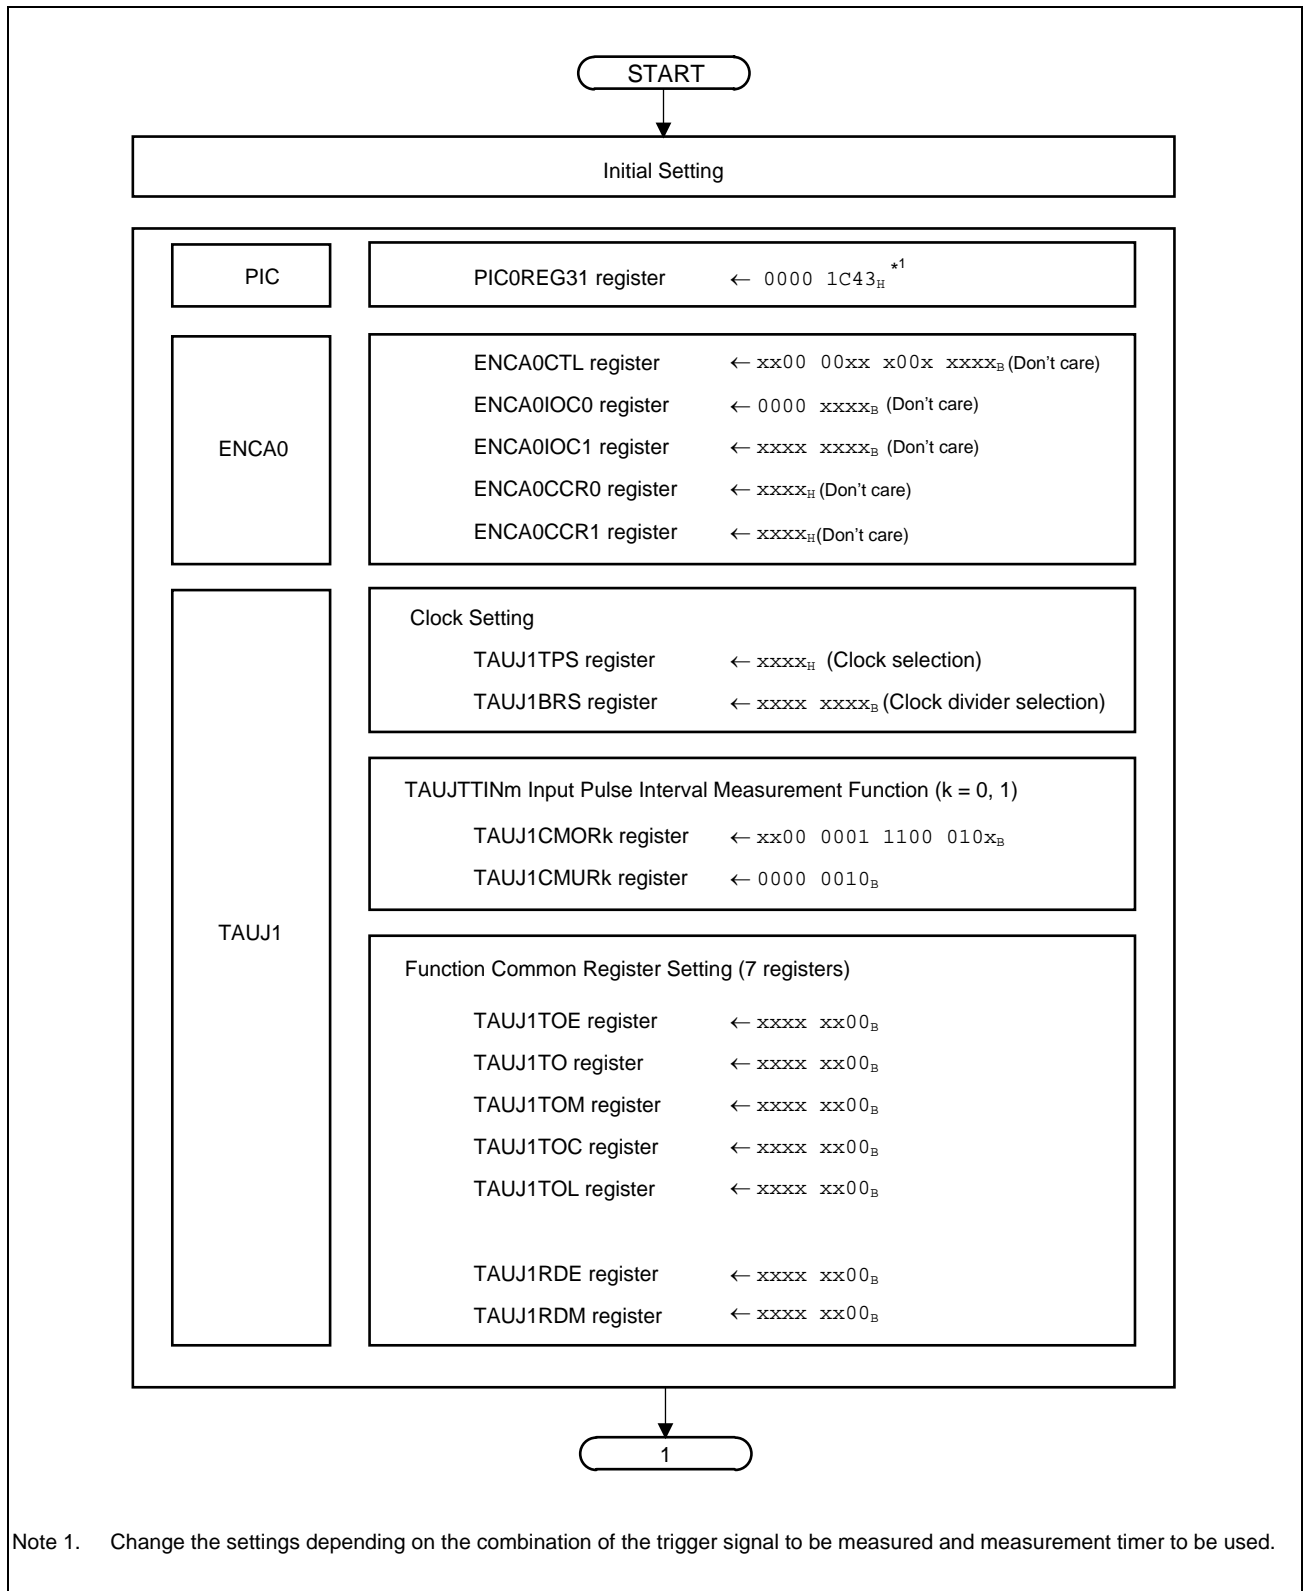 START
Initial Setting
PIC
PIC0REG31 register ← 0000 1C43H *1
ENCA0
ENCA0CTL register ← xx00 00xx x00x xxxxB (Don't care)
ENCA0IOC0 register ← 0000 xxxxB (Don't care)
ENCA0IOC1 register ← xxxx xxxxB (Don't care)
ENCA0CCR0 register ← xxxxH (Don't care)
ENCA0CCR1 register ← xxxxH(Don't care)
TAUJ1
Clock Setting
TAUJ1TPS register ← xxxxH (Clock selection)
TAUJ1BRS register ← xxxx xxxxB (Clock divider selection)
TAUJTTINm Input Pulse Interval Measurement Function (k = 0, 1)
TAUJ1CMORk register ← xx00 0001 1100 010xB
TAUJ1CMURk register ← 0000 0010B
Function Common Register Setting (7 registers)
TAUJ1TOE register ← xxxx xx00B
TAUJ1TO register ← xxxx xx00B
TAUJ1TOM register ← xxxx xx00B
TAUJ1TOC register ← xxxx xx00B
TAUJ1TOL register ← xxxx xx00B
TAUJ1RDE register ← xxxx xx00B
TAUJ1RDM register ← xxxx xx00B
1
Note 1. Change the settings depending on the combination of the trigger signal to be measured and measurement timer to be used.